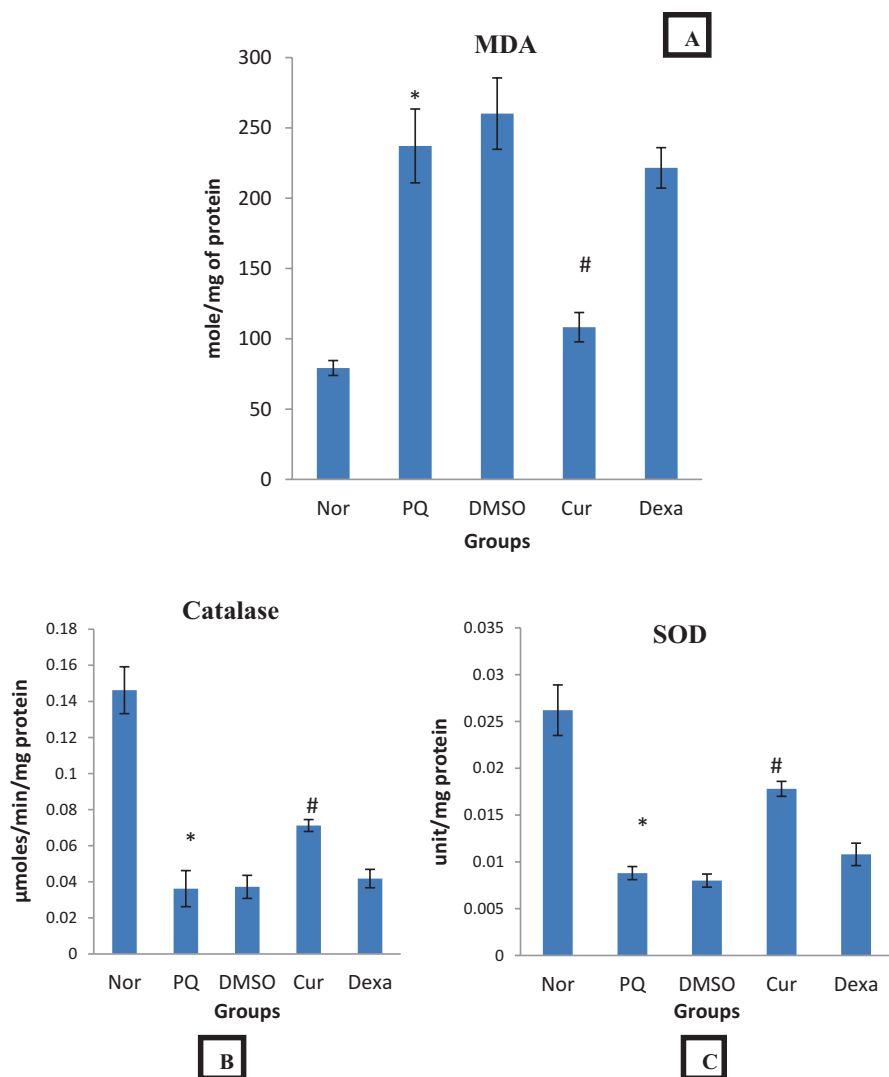 MDA
A
300
250
200
150
100
50
0
mole/mg of protein
*
#
Nor PQ DMSO Cur Dexa
Groups
Catalase
0.18
0.16
0.14
0.12
0.1
0.08
0.06
0.04
0.02
0
µmoles/min/mg protein
*
#
Nor PQ DMSO Cur Dexa
Groups
B
SOD
0.035
0.03
0.025
0.02
0.015
0.01
0.005
0
unit/mg protein
*
#
Nor PQ DMSO Cur Dexa
Groups
C